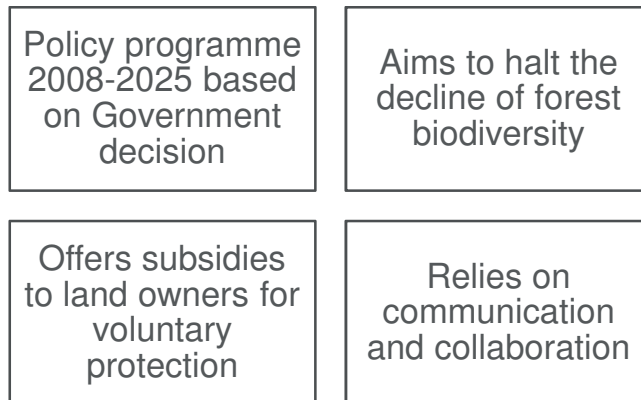 Policy programme
2008-2025 based
on Government
decision
Aims to halt the
decline of forest
biodiversity
Offers subsidies
to land owners for
voluntary
protection
Relies on
communication
and collaboration